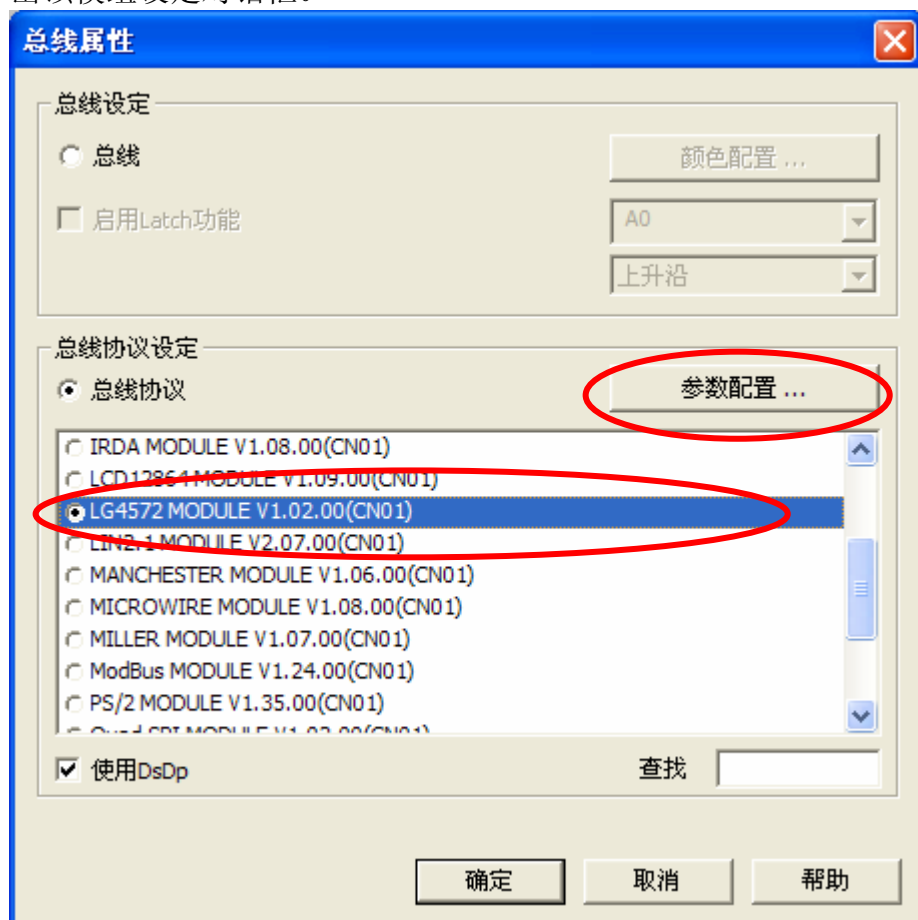 总线属性
总线设定
总线
颜色配置 ...
启用Latch功能
A0
上升沿
总线协议设定
总线协议
参数配置 ...
IRDA MODULE V1.08.00(CN01)
LCD12864 MODULE V1.09.00(CN01)
LG4572 MODULE V1.02.00(CN01)
LIN2.1 MODULE V2.07.00(CN01)
MANCHESTER MODULE V1.06.00(CN01)
MICROWIRE MODULE V1.08.00(CN01)
MILLER MODULE V1.07.00(CN01)
ModBus MODULE V1.24.00(CN01)
PS/2 MODULE V1.35.00(CN01)
使用DsDp
查找
确定
取消
帮助